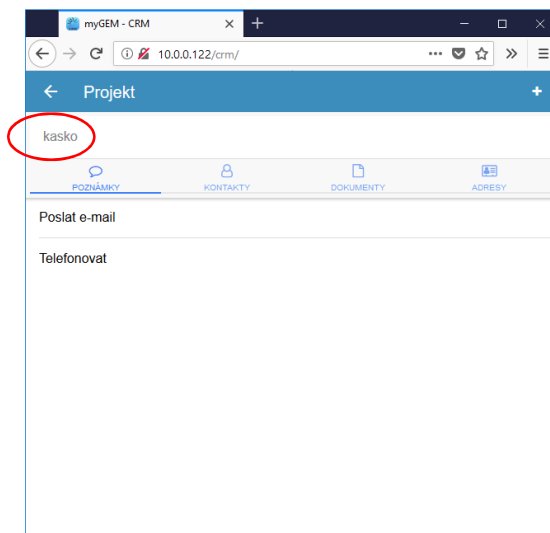 myGEM - CRM
10.0.0.122/crm/
Projekt
kasko
POZNÁMKY KONTAKTY DOKUMENTY ADRESY
Poslat e-mail
Telefonovat